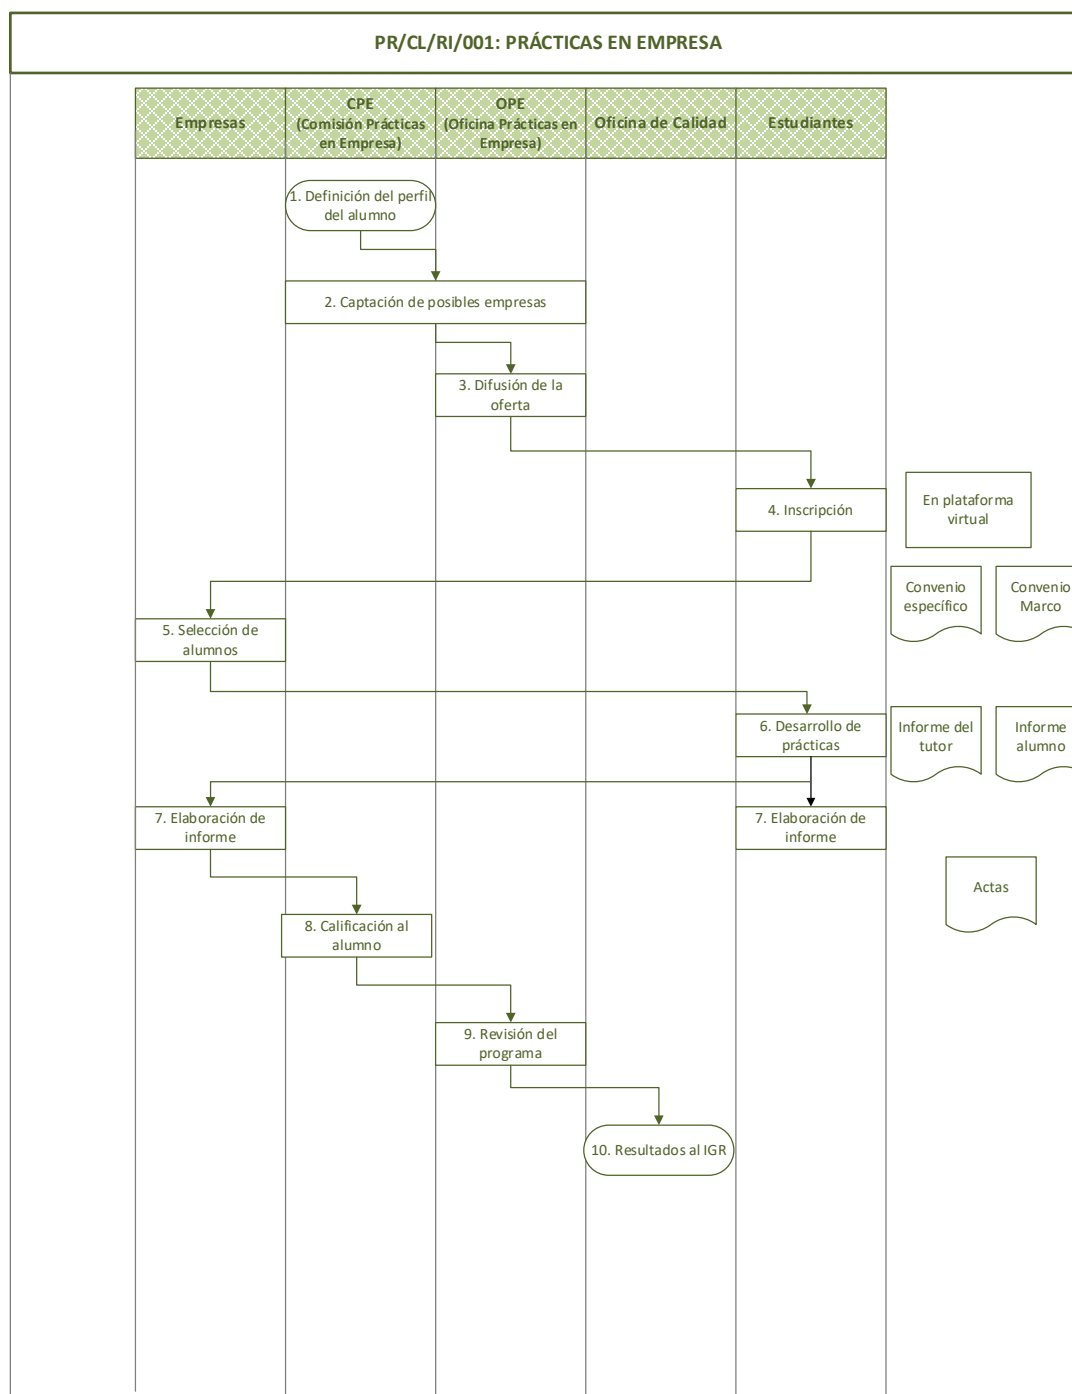 PR/CL/RI/001: PRÁCTICAS EN EMPRESA
Empresas
CPE
(Comisión Prácticas
en Empresa)
OPE
(Oficina Prácticas en
Empresa)
Oficina de Calidad
Estudiantes
1. Definición del perfil
del alumno
2. Captación de posibles empresas
3. Difusión de la
oferta
4. Inscripción
En plataforma
virtual
Convenio
específico
Convenio
Marco
5. Selección de
alumnos
6. Desarrollo de
prácticas
Informe del
tutor
Informe
alumno
7. Elaboración de
informe
7. Elaboración de
informe
Actas
8. Calificación al
alumno
9. Revisión del
programa
10. Resultados al IGR